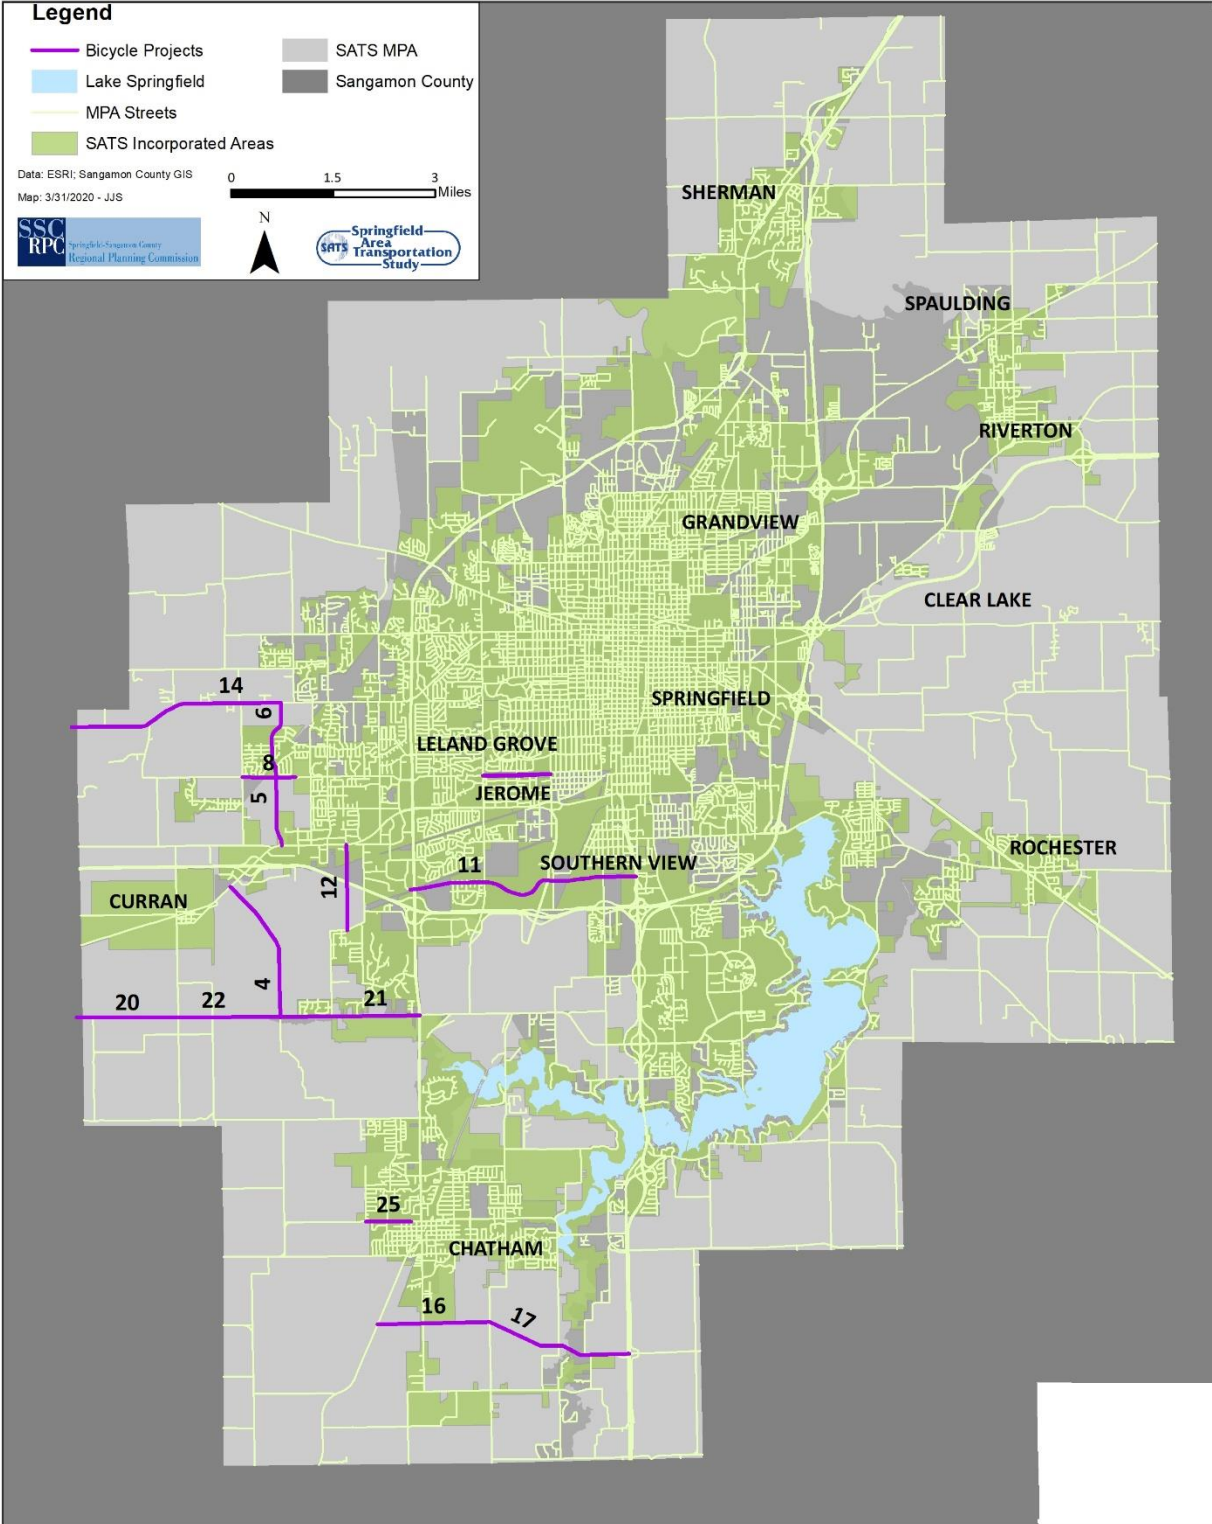 Legend
Bicycle Projects
SATS MPA
Lake Springfield
Sangamon County
MPA Streets
SATS Incorporated Areas
Data: ESRI; Sangamon County GIS
Map: 3/31/2020 - JJS
0 1.5 3
Miles
N
SSC
RPC
Springfield-Sangamon County
Regional Planning Commission
SATS
Springfield
Area
Transportation
Study
SHERMAN
SPAULDING
RIVERTON
GRANDVIEW
CLEAR LAKE
14
6
SPRINGFIELD
LELAND GROVE
8
5
JEROME
11
SOUTHERN VIEW
ROCHESTER
12
CURRAN
4
20
22
21
25
CHATHAM
16
17